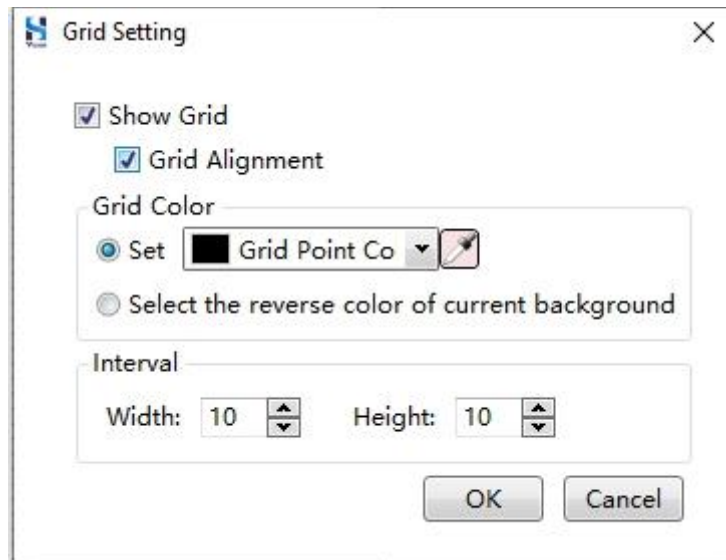 Grid Setting
Show Grid
Grid Alignment
Grid Color
Set Grid Point Co
Select the reverse color of current background
Interval
Width: 10 Height: 10
OK Cancel